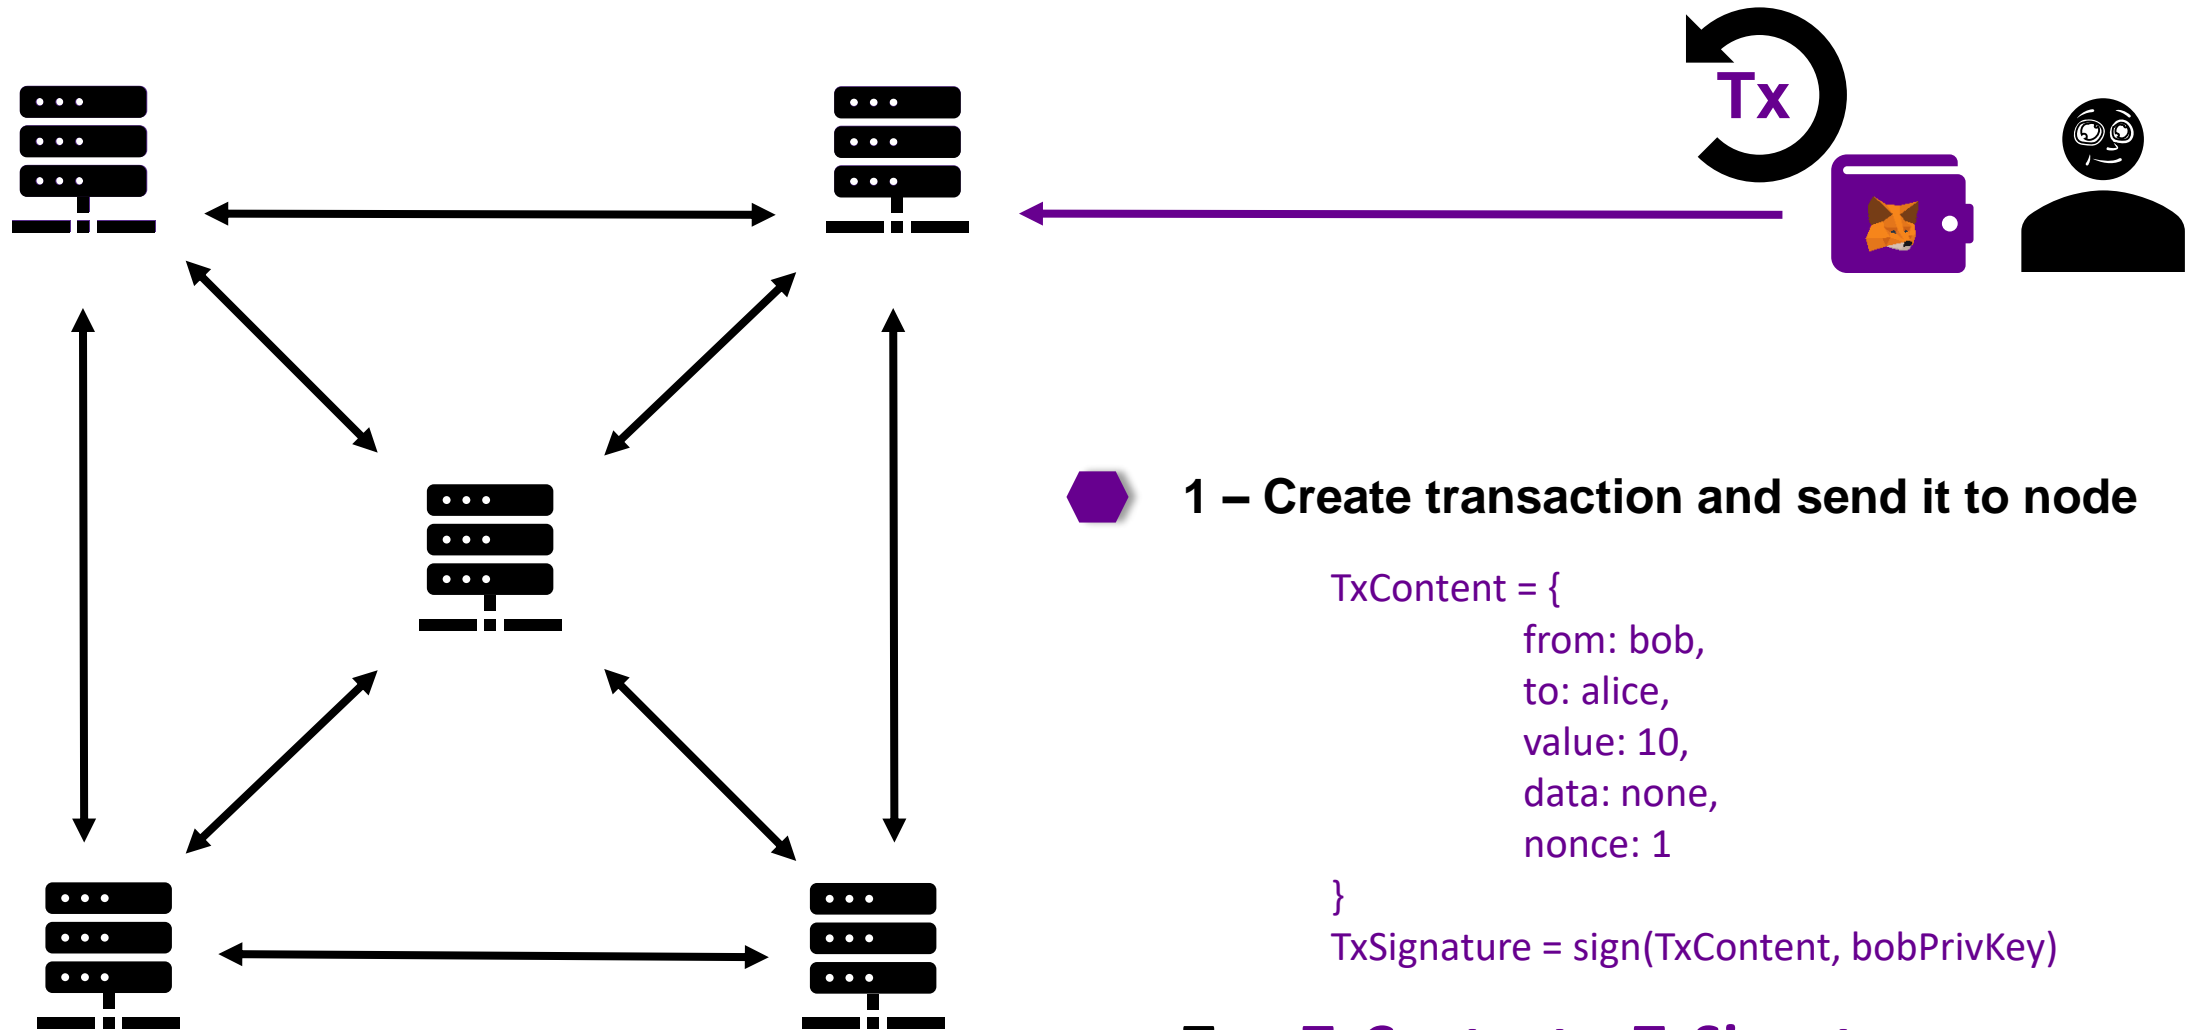 Tx
1 – Create transaction and send it to node
TxContent = {
from: bob,
to: alice,
value: 10,
data: none,
nonce: 1
}
TxSignature = sign(TxContent, bobPrivKey)